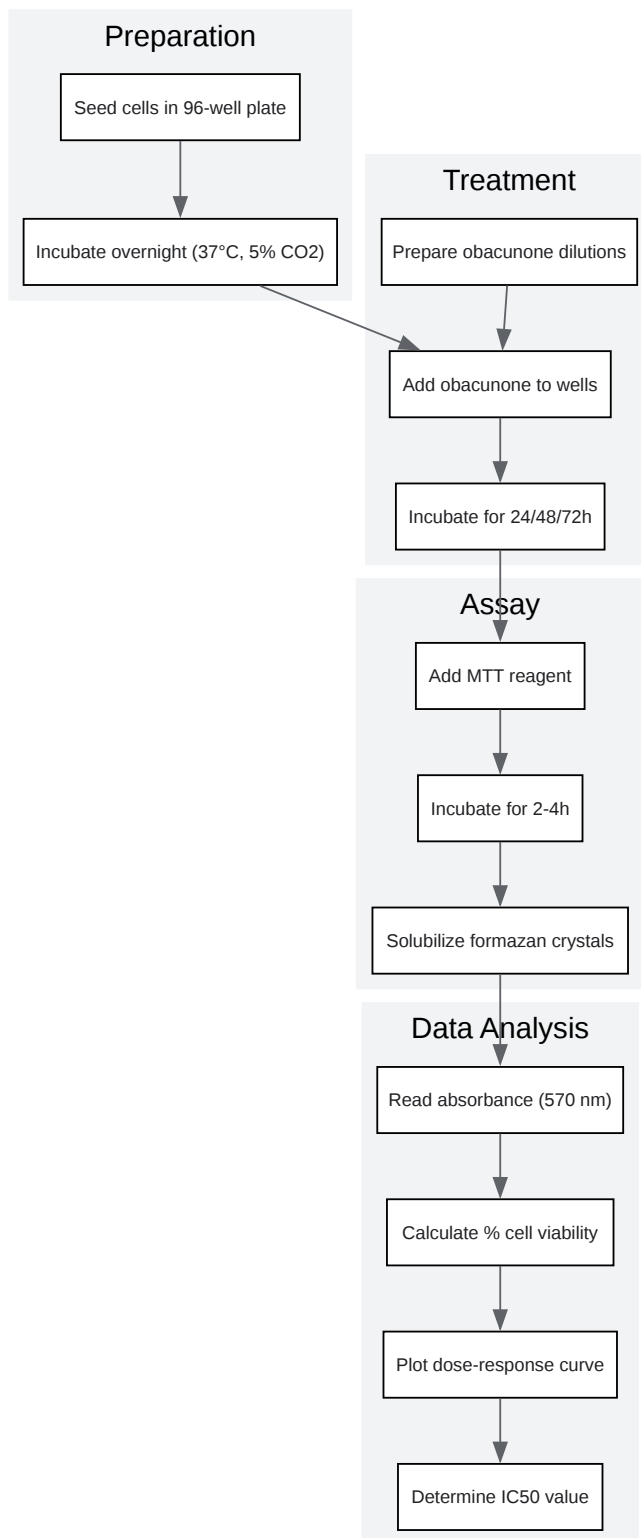 Preparation
Seed cells in 96-well plate
Incubate overnight (37°C, 5% CO2)
Treatment
Prepare obacunone dilutions
Add obacunone to wells
Incubate for 24/48/72h
Assay
Add MTT reagent
Incubate for 2-4h
Solubilize formazan crystals
Data Analysis
Read absorbance (570 nm)
Calculate % cell viability
Plot dose-response curve
Determine IC50 value